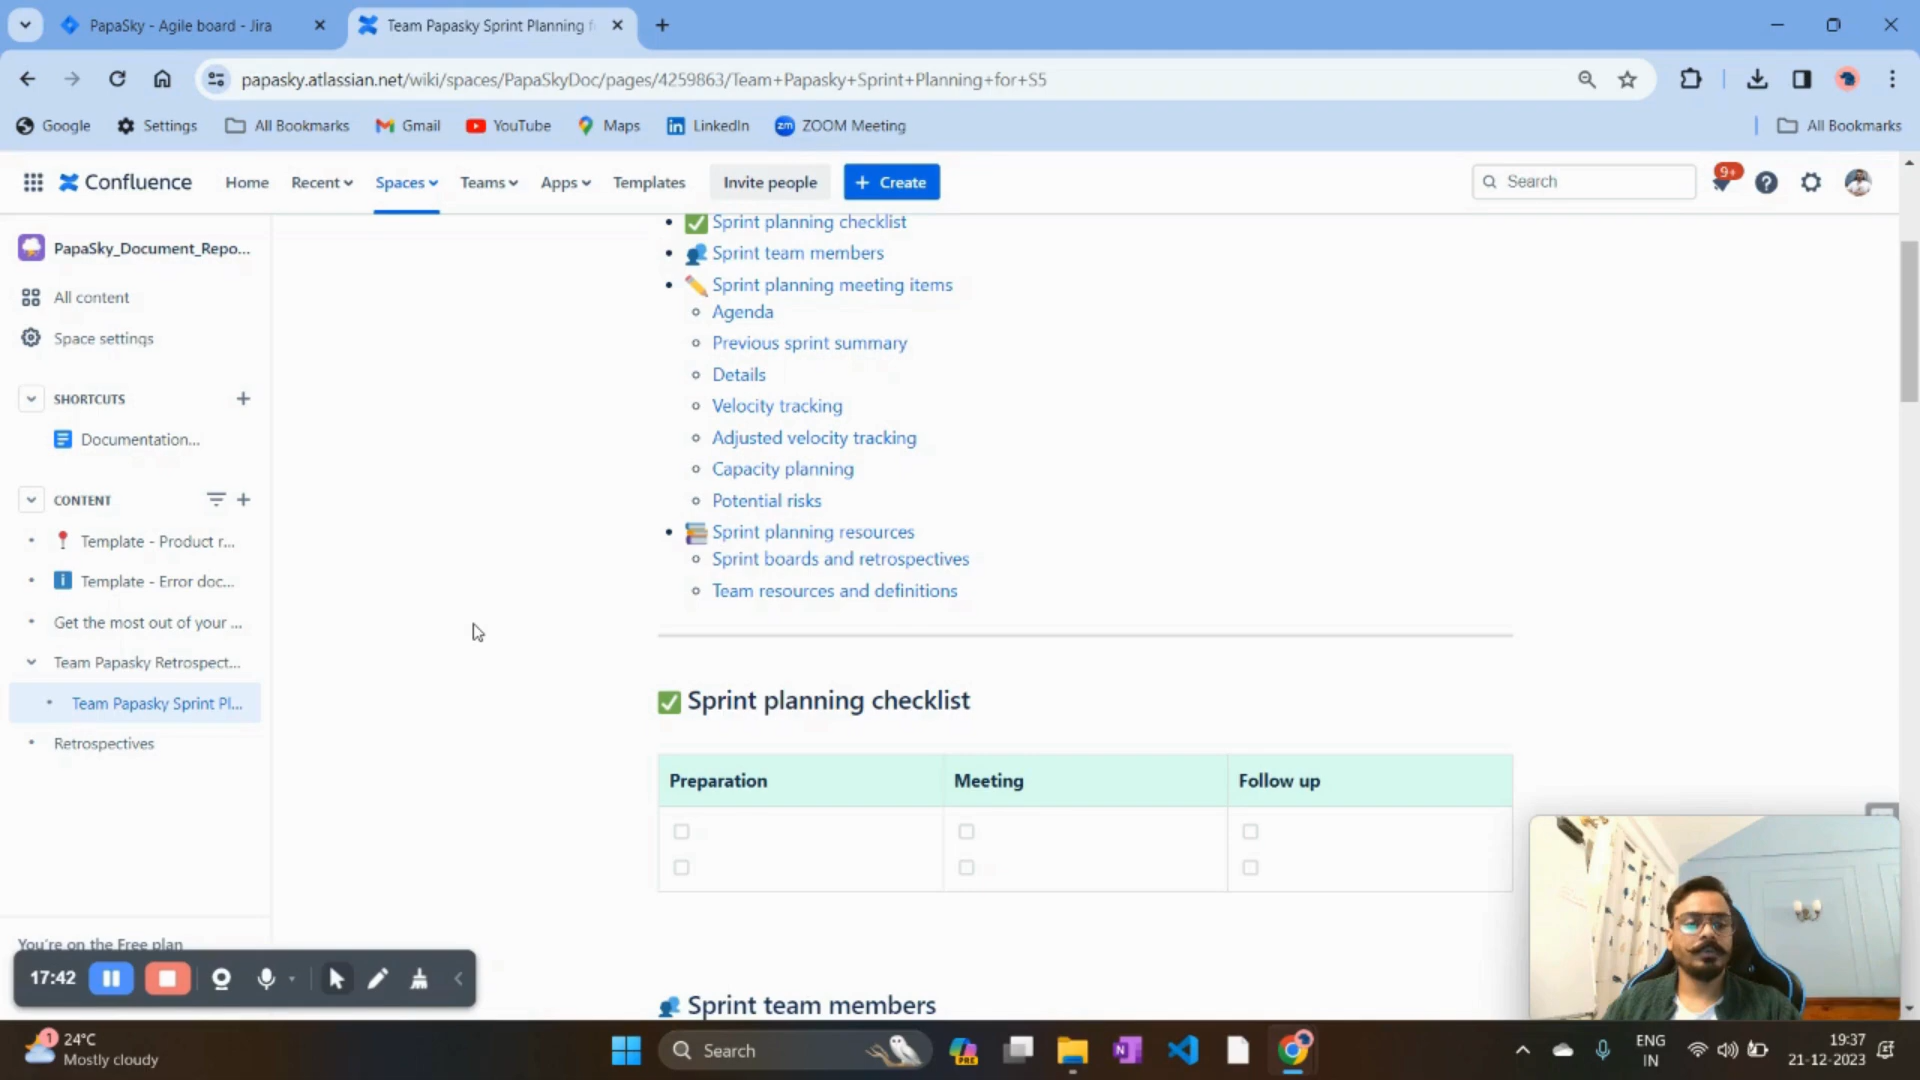 PapaSky - Agile board - Jira
Team Papasky Sprint Planning f
papasky.atlassian.net/wiki/spaces/PapaSkyDoc/pages/4259863/Team+Papasky+Sprint+Planning+for+S5
Google Settings All Bookmarks Gmail YouTube Maps LinkedIn ZOOM Meeting All Bookmarks
Confluence Home Recent Spaces Teams Apps Templates Invite people + Create Search 9+
PapaSky_Document_Repo...
All content
Space settings
SHORTCUTS
Documentation...
CONTENT
Template - Product r...
Template - Error doc...
Get the most out of your ...
Team Papasky Retrospect...
Team Papasky Sprint Pl...
Retrospectives
You're on the Free plan
Sprint planning checklist
Sprint team members
Sprint planning meeting items
Agenda
Previous sprint summary
Details
Velocity tracking
Adjusted velocity tracking
Capacity planning
Potential risks
Sprint planning resources
Sprint boards and retrospectives
Team resources and definitions
Sprint planning checklist
Preparation Meeting Follow up
Sprint team members
17:42
1
24°C
Mostly cloudy
Search
PRE
ENG
IN
19:37
21-12-2023